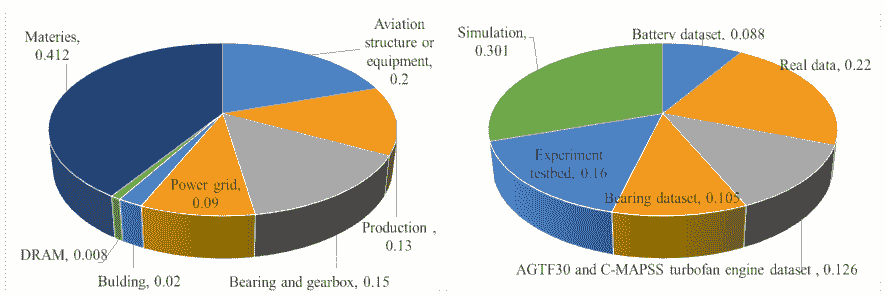 Materies,
0.412
Aviation
structure or
equipment,
0.2
Power grid,
0.09
Production ,
0.13
DRAM, 0.008
Bulding, 0.02
Bearing and gearbox, 0.15
Simulation,
0.301
Battery dataset, 0.088
Real data, 0.22
Experiment
testbed, 0.16
Bearing dataset, 0.105
AGTF30 and C-MAPSS turbofan engine dataset , 0.126